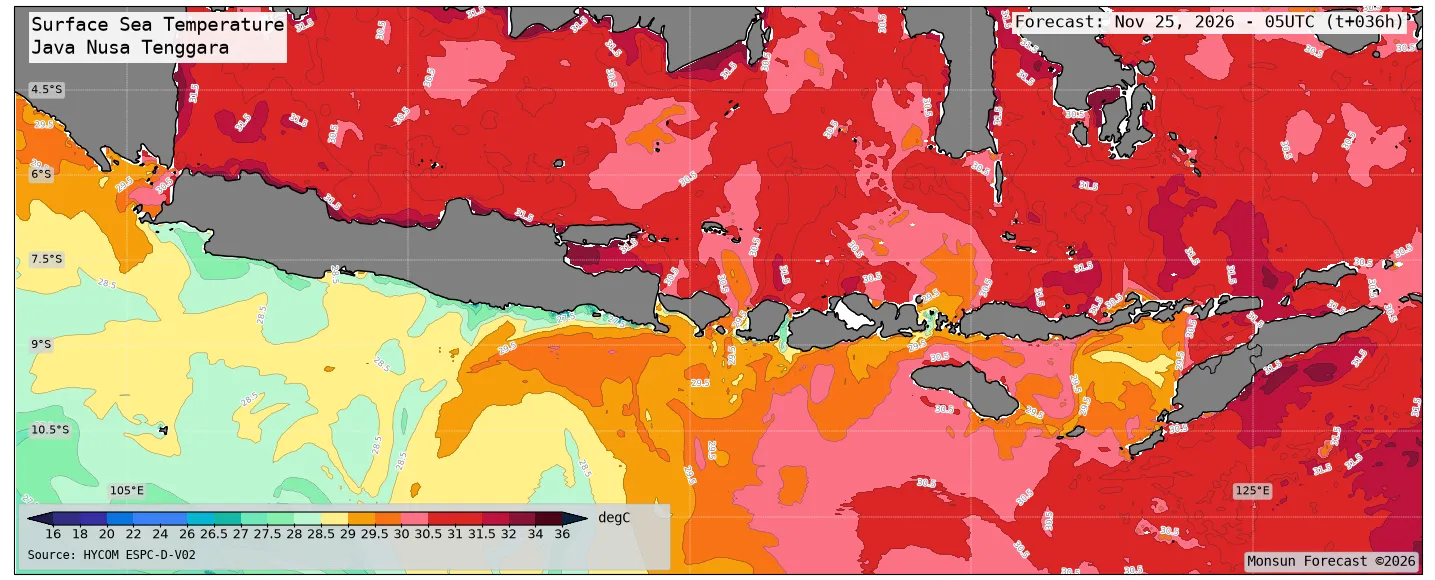 Surface Sea Temperature
Java Nusa Tenggara
Forecast: Nov 25, 2026 - 05UTC (t+036h)
4.5°S
6°S
7.5°S
9°S
10.5°S
105°E
125°E
16 18 20 22 24 26 26.5 27 27.5 28 28.5 29 29.5 30 30.5 31 31.5 32 34 36
degC
Source: HYCOM ESPC-D-V02
Monsun Forecast ©2026